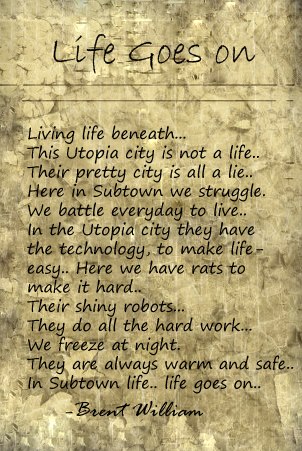 Life Goes on
Living life beneath...
This Utopia city is not a life..
Their pretty city is all a lie..
Here in Subtown we struggle.
We battle everyday to live..
In the Utopia city they have
the technology, to make life-
easy.. Here we have rats to
make it hard..
Their shiny robots...
They do all the hard work...
We freeze at night.
They are always warm and safe..
In Subtown life.. life goes on..
-Brent William